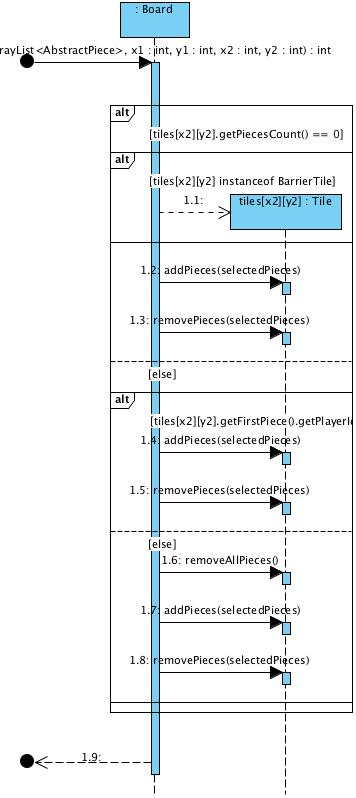 : Board
rayList<AbstractPiece>, x1 : int, y1 : int, x2 : int, y2 : int) : int
alt
[tiles[x2][y2].getPiecesCount() == 0]
alt
[tiles[x2][y2] instanceof BarrierTile]
1.1:
tiles[x2][y2] : Tile
1.2: addPieces(selectedPieces)
1.3: removePieces(selectedPieces)
[else]
alt
[tiles[x2][y2].getFirstPiece().getPlayerId
1.4: addPieces(selectedPieces)
1.5: removePieces(selectedPieces)
[else]
1.6: removeAllPieces()
1.7: addPieces(selectedPieces)
1.8: removePieces(selectedPieces)
1.9: